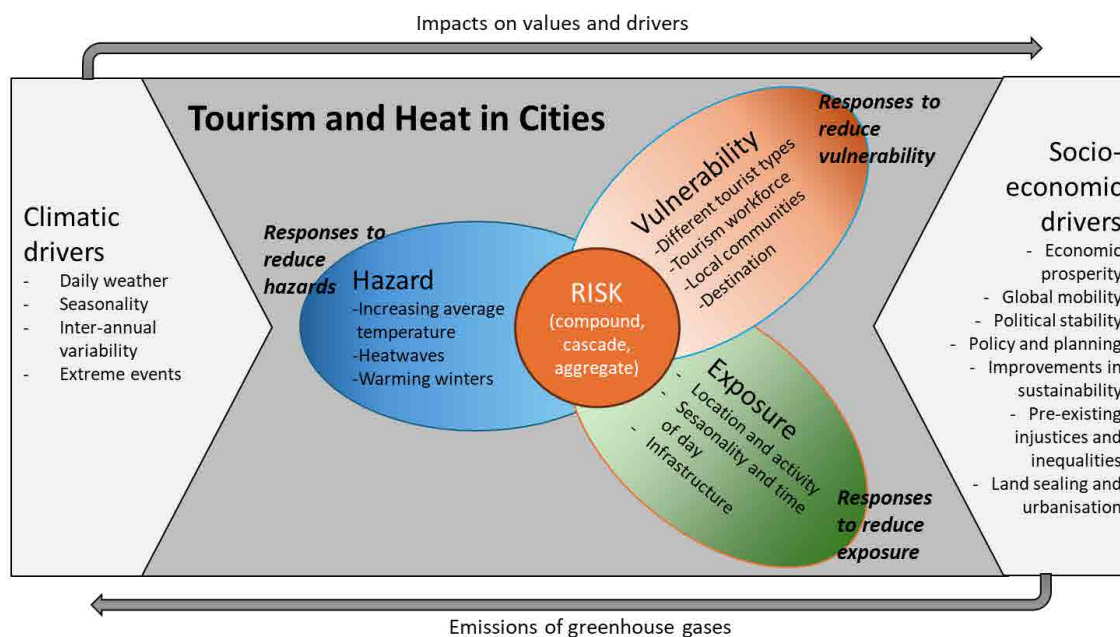 Impacts on values and drivers
Tourism and Heat in Cities
Climatic
drivers
- Daily weather
- Seasonality
- Inter-annual
variability
- Extreme events
Responses to
reduce
hazards
Hazard
-Increasing average
temperature
-Heatwaves
-Warming winters
RISK
(compound,
cascade,
aggregate)
Responses to
reduce
vulnerability
Vulnerability
-Different tourist types
-Tourism workforce
-Local communities
-Destination
Exposure
- Location and activity
- Sesaonality and time
of day
- Infrastructure
Responses
to reduce
exposure
Socio-
economic
drivers
- Economic
prosperity
- Global mobility
- Political stability
- Policy and planning
- Improvements in
sustainability
- Pre-existing
injustices and
inequalities
- Land sealing and
urbanisation
Emissions of greenhouse gases